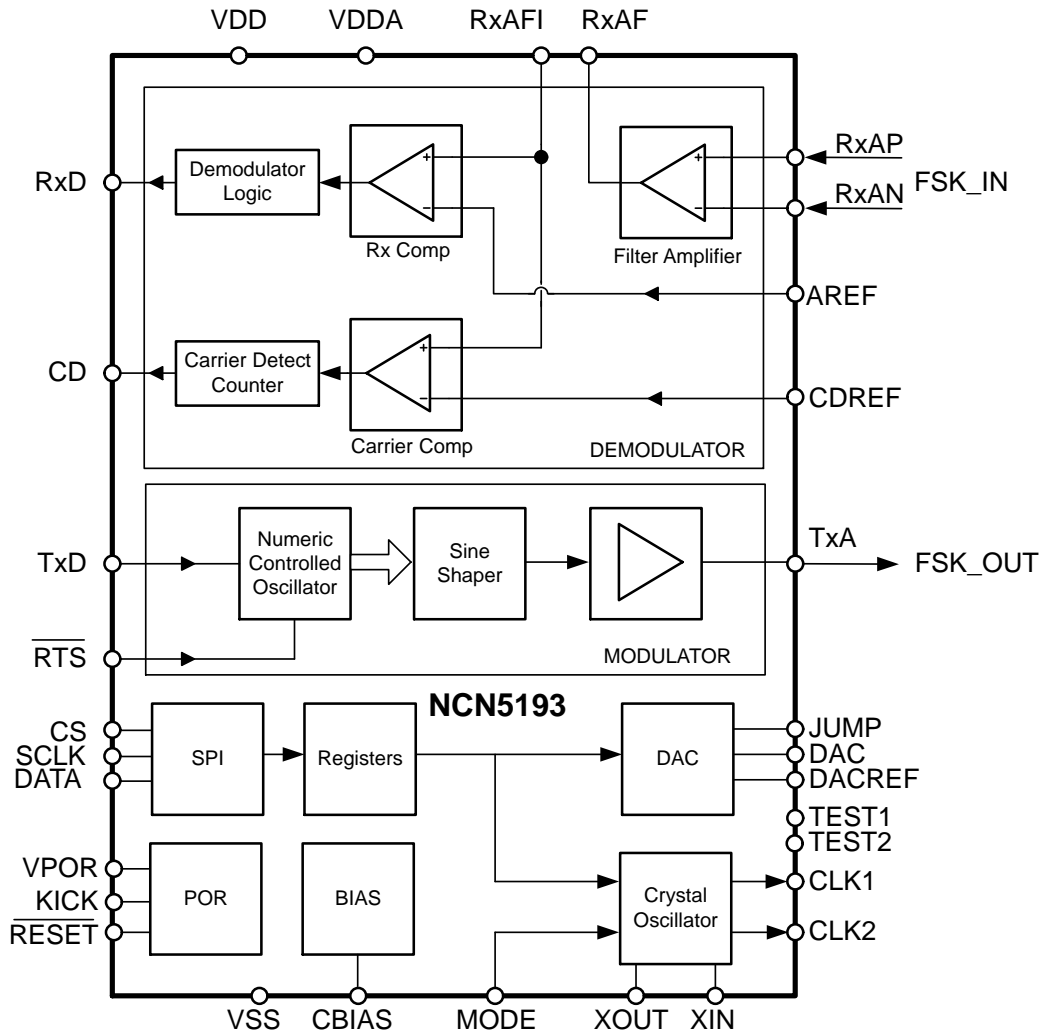 VDD VDDA RxAFI RxAF
RxAP
FSK_IN
RxAN
RxD
Demodulator
Logic
+
−
Rx Comp
+
−
Filter Amplifier
AREF
CD
Carrier Detect
Counter
+
−
Carrier Comp
CDREF
DEMODULATOR
TxD
Numeric
Controlled
Oscillator
Sine
Shaper
TxA
FSK_OUT
RTS
MODULATOR
NCN5193
CS
SCLK
DATA
SPI
Registers
DAC
JUMP
DAC
DACREF
TEST1
TEST2
VPOR
KICK
RESET
POR
BIAS
Crystal
Oscillator
CLK1
CLK2
VSS CBIAS MODE XOUT XIN